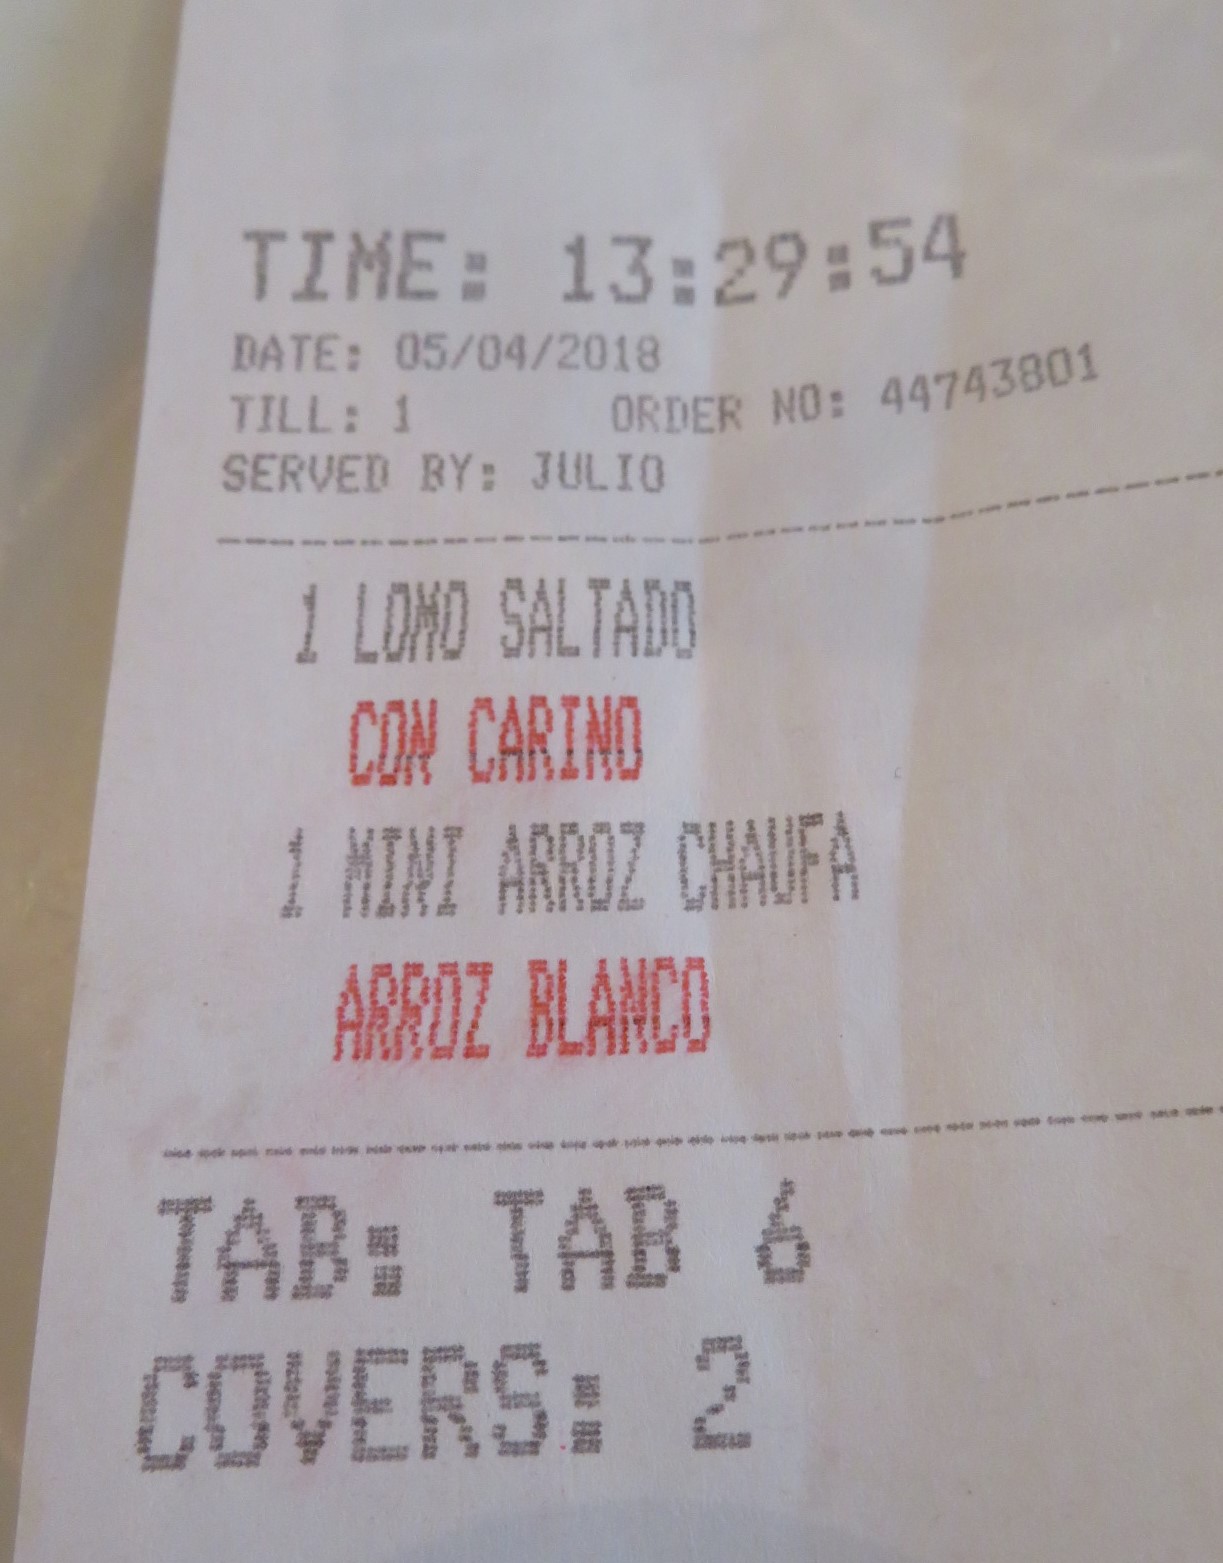 TIME: 13:29:54
DATE: 05/04/2018
TILL: 1 ORDER NO: 44743801
SERVED BY: JULIO
1 LOMO SALTADO
CON CARINO
1 MINI ARROZ CHAUFA
ARROZ BLANCO
TAB: TAB 6
COVERS: 2